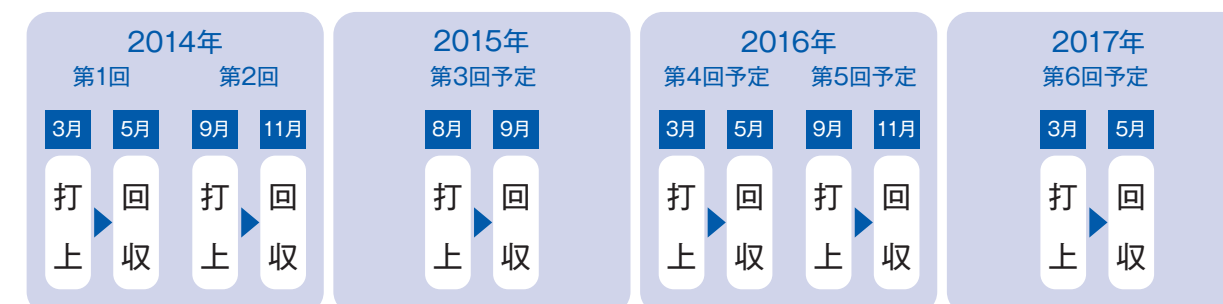 2014年
第1回 第2回
3月 5月 9月 11月
打上 回収 打上 回収
2015年
第3回予定
8月 9月
打上 回収
2016年
第4回予定 第5回予定
3月 5月 9月 11月
打上 回収 打上 回収
2017年
第6回予定
3月 5月
打上 回収